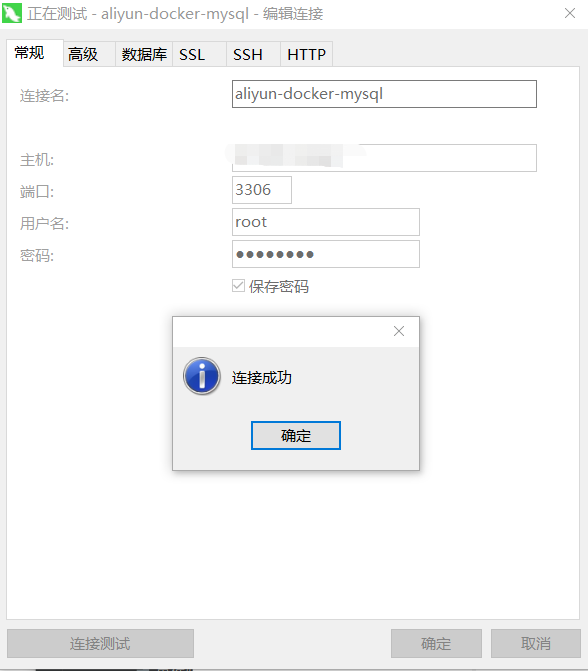 正在测试 - aliyun-docker-mysql - 编辑连接
常规 高级 数据库 SSL SSH HTTP
连接名: aliyun-docker-mysql
主机:
端口: 3306
用户名: root
密码: ●●●●●●●●
保存密码
连接成功
确定
连接测试 确定 取消